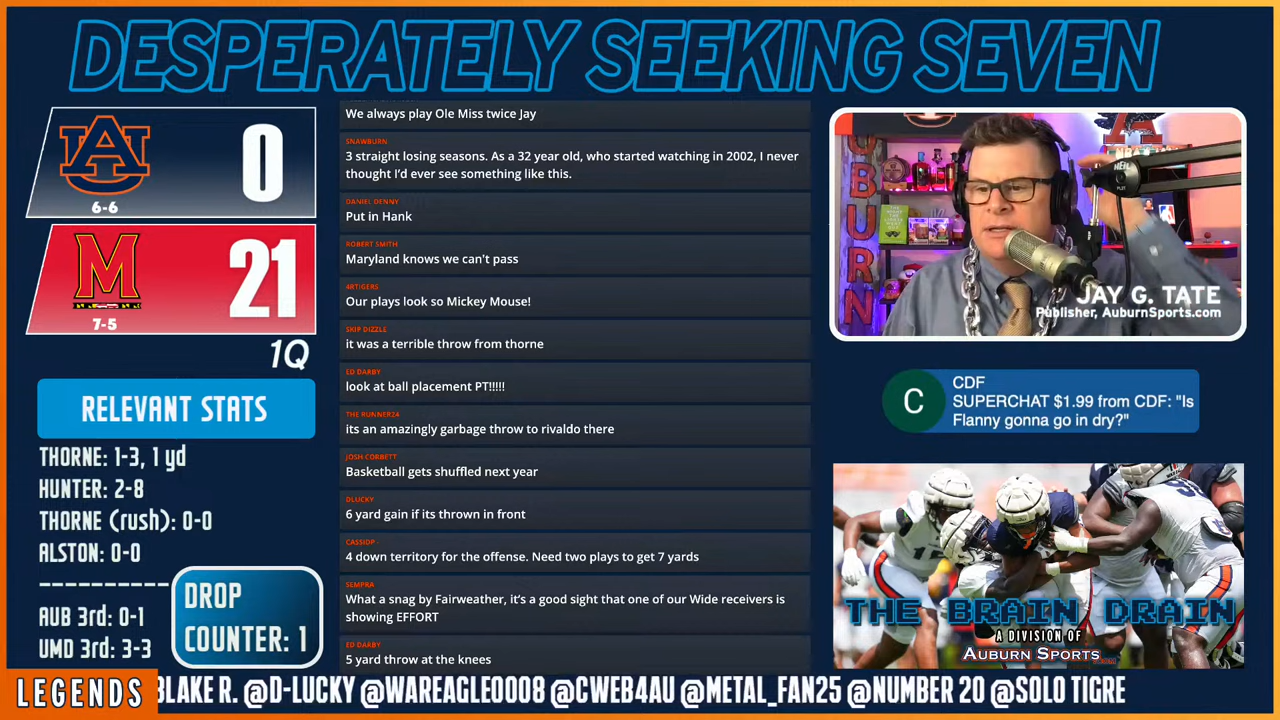 DESPERATELY SEEKING SEVEN
0
6-6
M
21
7-5
1Q
RELEVANT STATS
THORNE: 1-3, 1 yd
HUNTER: 2-8
THORNE (rush): 0-0
ALSTON: 0-0
----------
AUB 3rd: 0-1
UMD 3rd: 3-3
DROP
COUNTER: 1
We always play Ole Miss twice Jay
SNAWBURN
3 straight losing seasons. As a 32 year old, who started watching in 2002, I never
thought I'd ever see something like this.
DANIEL DENNY
Put in Hank
ROBERT SMITH
Maryland knows we can't pass
4RTIGERS
Our plays look so Mickey Mouse!
SKIP DIZZLE
it was a terrible throw from thorne
ED DARBY
look at ball placement PT!!!!!
THE RUNNER24
its an amazingly garbage throw to rivaldo there
JOSH CORBETT
Basketball gets shuffled next year
DLUCKY
6 yard gain if its thrown in front
CASSIDP -
4 down territory for the offense. Need two plays to get 7 yards
SEMPRA
What a snag by Fairweather, it's a good sight that one of our Wide receivers is
showing EFFORT
ED DARBY
5 yard throw at the knees
JAY G. TATE
Publisher, AuburnSports.com
C
CDF
SUPERCHAT $1.99 from CDF: "Is
Flanny gonna go in dry?"
THE BRAIN DRAIN
A DIVISION OF
AUBURN SPORTS
LEGENDS
BLAKE R. @D-LUCKY @WAREAGLE0008 @CWEB4AU @METAL_FAN25 @NUMBER 20 @SOLO TIGRE